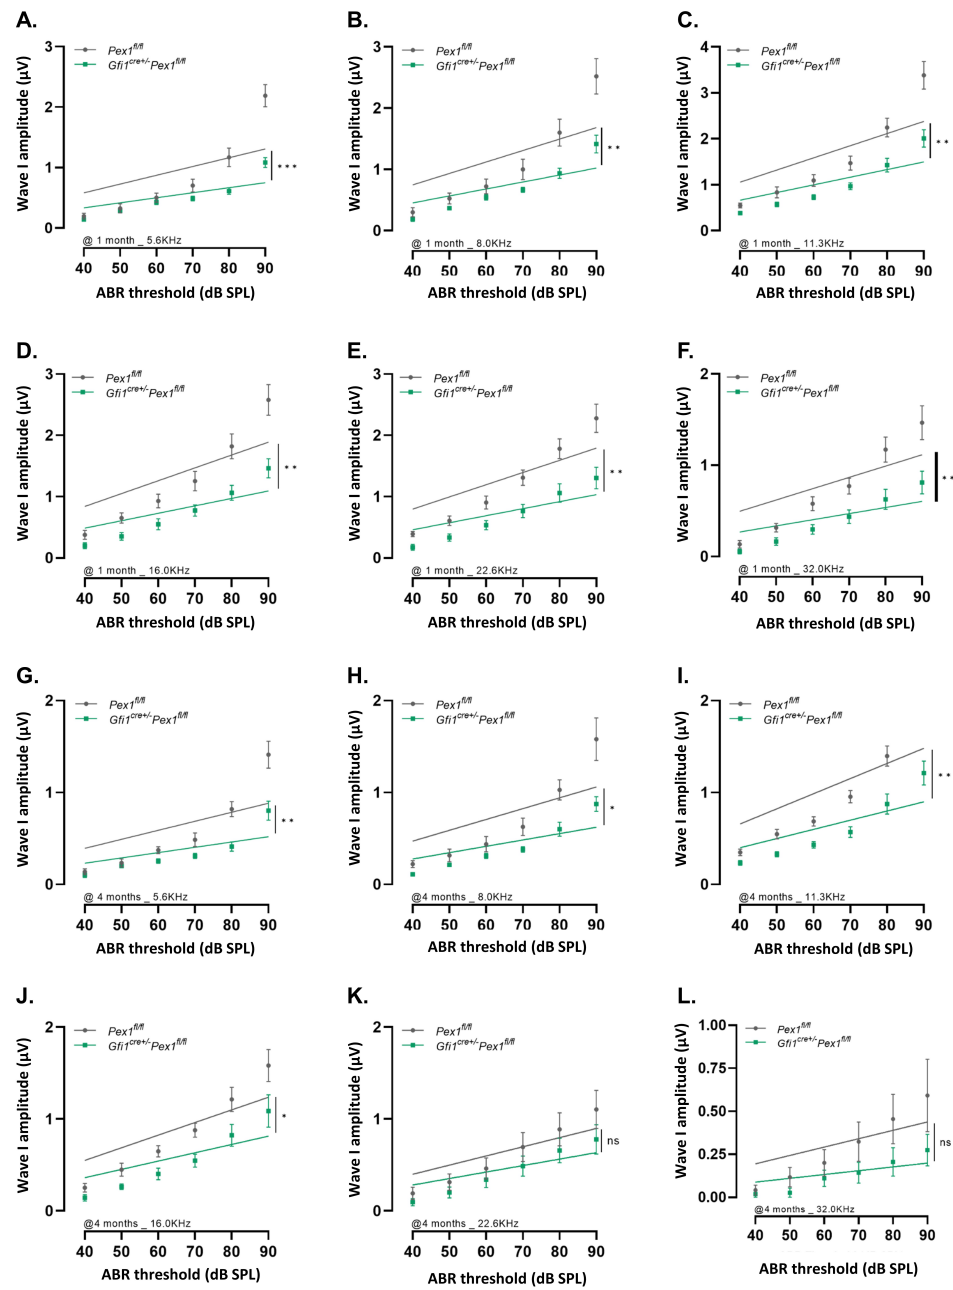 A.
Wave I amplitude (µV)
3
2
1
0
Pex1fl/fl
Gfi1cre+/-Pex1fl/fl
***
@ 1 month _ 5.6KHz
40 50 60 70 80 90
ABR threshold (dB SPL)
B.
Wave I amplitude (µV)
3
2
1
0
Pex1fl/fl
Gfi1cre+/-Pex1fl/fl
**
@ 1 month _ 8.0KHz
40 50 60 70 80 90
ABR threshold (dB SPL)
C.
Wave I amplitude (µV)
4
3
2
1
0
Pex1fl/fl
Gfi1cre+/-Pex1fl/fl
**
@ 1 month _ 11.3KHz
40 50 60 70 80 90
ABR threshold (dB SPL)
D.
Wave I amplitude (µV)
3
2
1
0
Pex1fl/fl
Gfi1cre+/-Pex1fl/fl
**
@ 1 month _ 16.0KHz
40 50 60 70 80 90
ABR threshold (dB SPL)
E.
Wave I amplitude (µV)
3
2
1
0
Pex1fl/fl
Gfi1cre+/-Pex1fl/fl
**
@ 1 month _ 22.6KHz
40 50 60 70 80 90
ABR threshold (dB SPL)
F.
Wave I amplitude (µV)
2
1
0
Pex1fl/fl
Gfi1cre+/-Pex1fl/fl
**
@ 1 month _ 32.0KHz
40 50 60 70 80 90
ABR threshold (dB SPL)
G.
Wave I amplitude (µV)
2
1
0
Pex1fl/fl
Gfi1cre+/-Pex1fl/fl
**
@4 months _ 5.6KHz
40 50 60 70 80 90
ABR threshold (dB SPL)
H.
Wave I amplitude (µV)
2
1
0
Pex1fl/fl
Gfi1cre+/-Pex1fl/fl
*
@4 months _ 8.0KHz
40 50 60 70 80 90
ABR threshold (dB SPL)
I.
Wave I amplitude (µV)
2
1
0
Pex1fl/fl
Gfi1cre+/-Pex1fl/fl
**
@4 months _ 11.3KHz
40 50 60 70 80 90
ABR threshold (dB SPL)
J.
Wave I amplitude (µV)
2
1
0
Pex1fl/fl
Gfi1cre+/-Pex1fl/fl
*
@4 months _ 16.0KHz
40 50 60 70 80 90
ABR threshold (dB SPL)
K.
Wave I amplitude (µV)
2
1
0
Pex1fl/fl
Gfi1cre+/-Pex1fl/fl
ns
@4 months _ 22.6KHz
40 50 60 70 80 90
ABR threshold (dB SPL)
L.
Wave I amplitude (µV)
1.00
0.75
0.50
0.25
0.00
Pex1fl/fl
Gfi1cre+/-Pex1fl/fl
ns
@4 months _ 32.0KHz
40 50 60 70 80 90
ABR threshold (dB SPL)